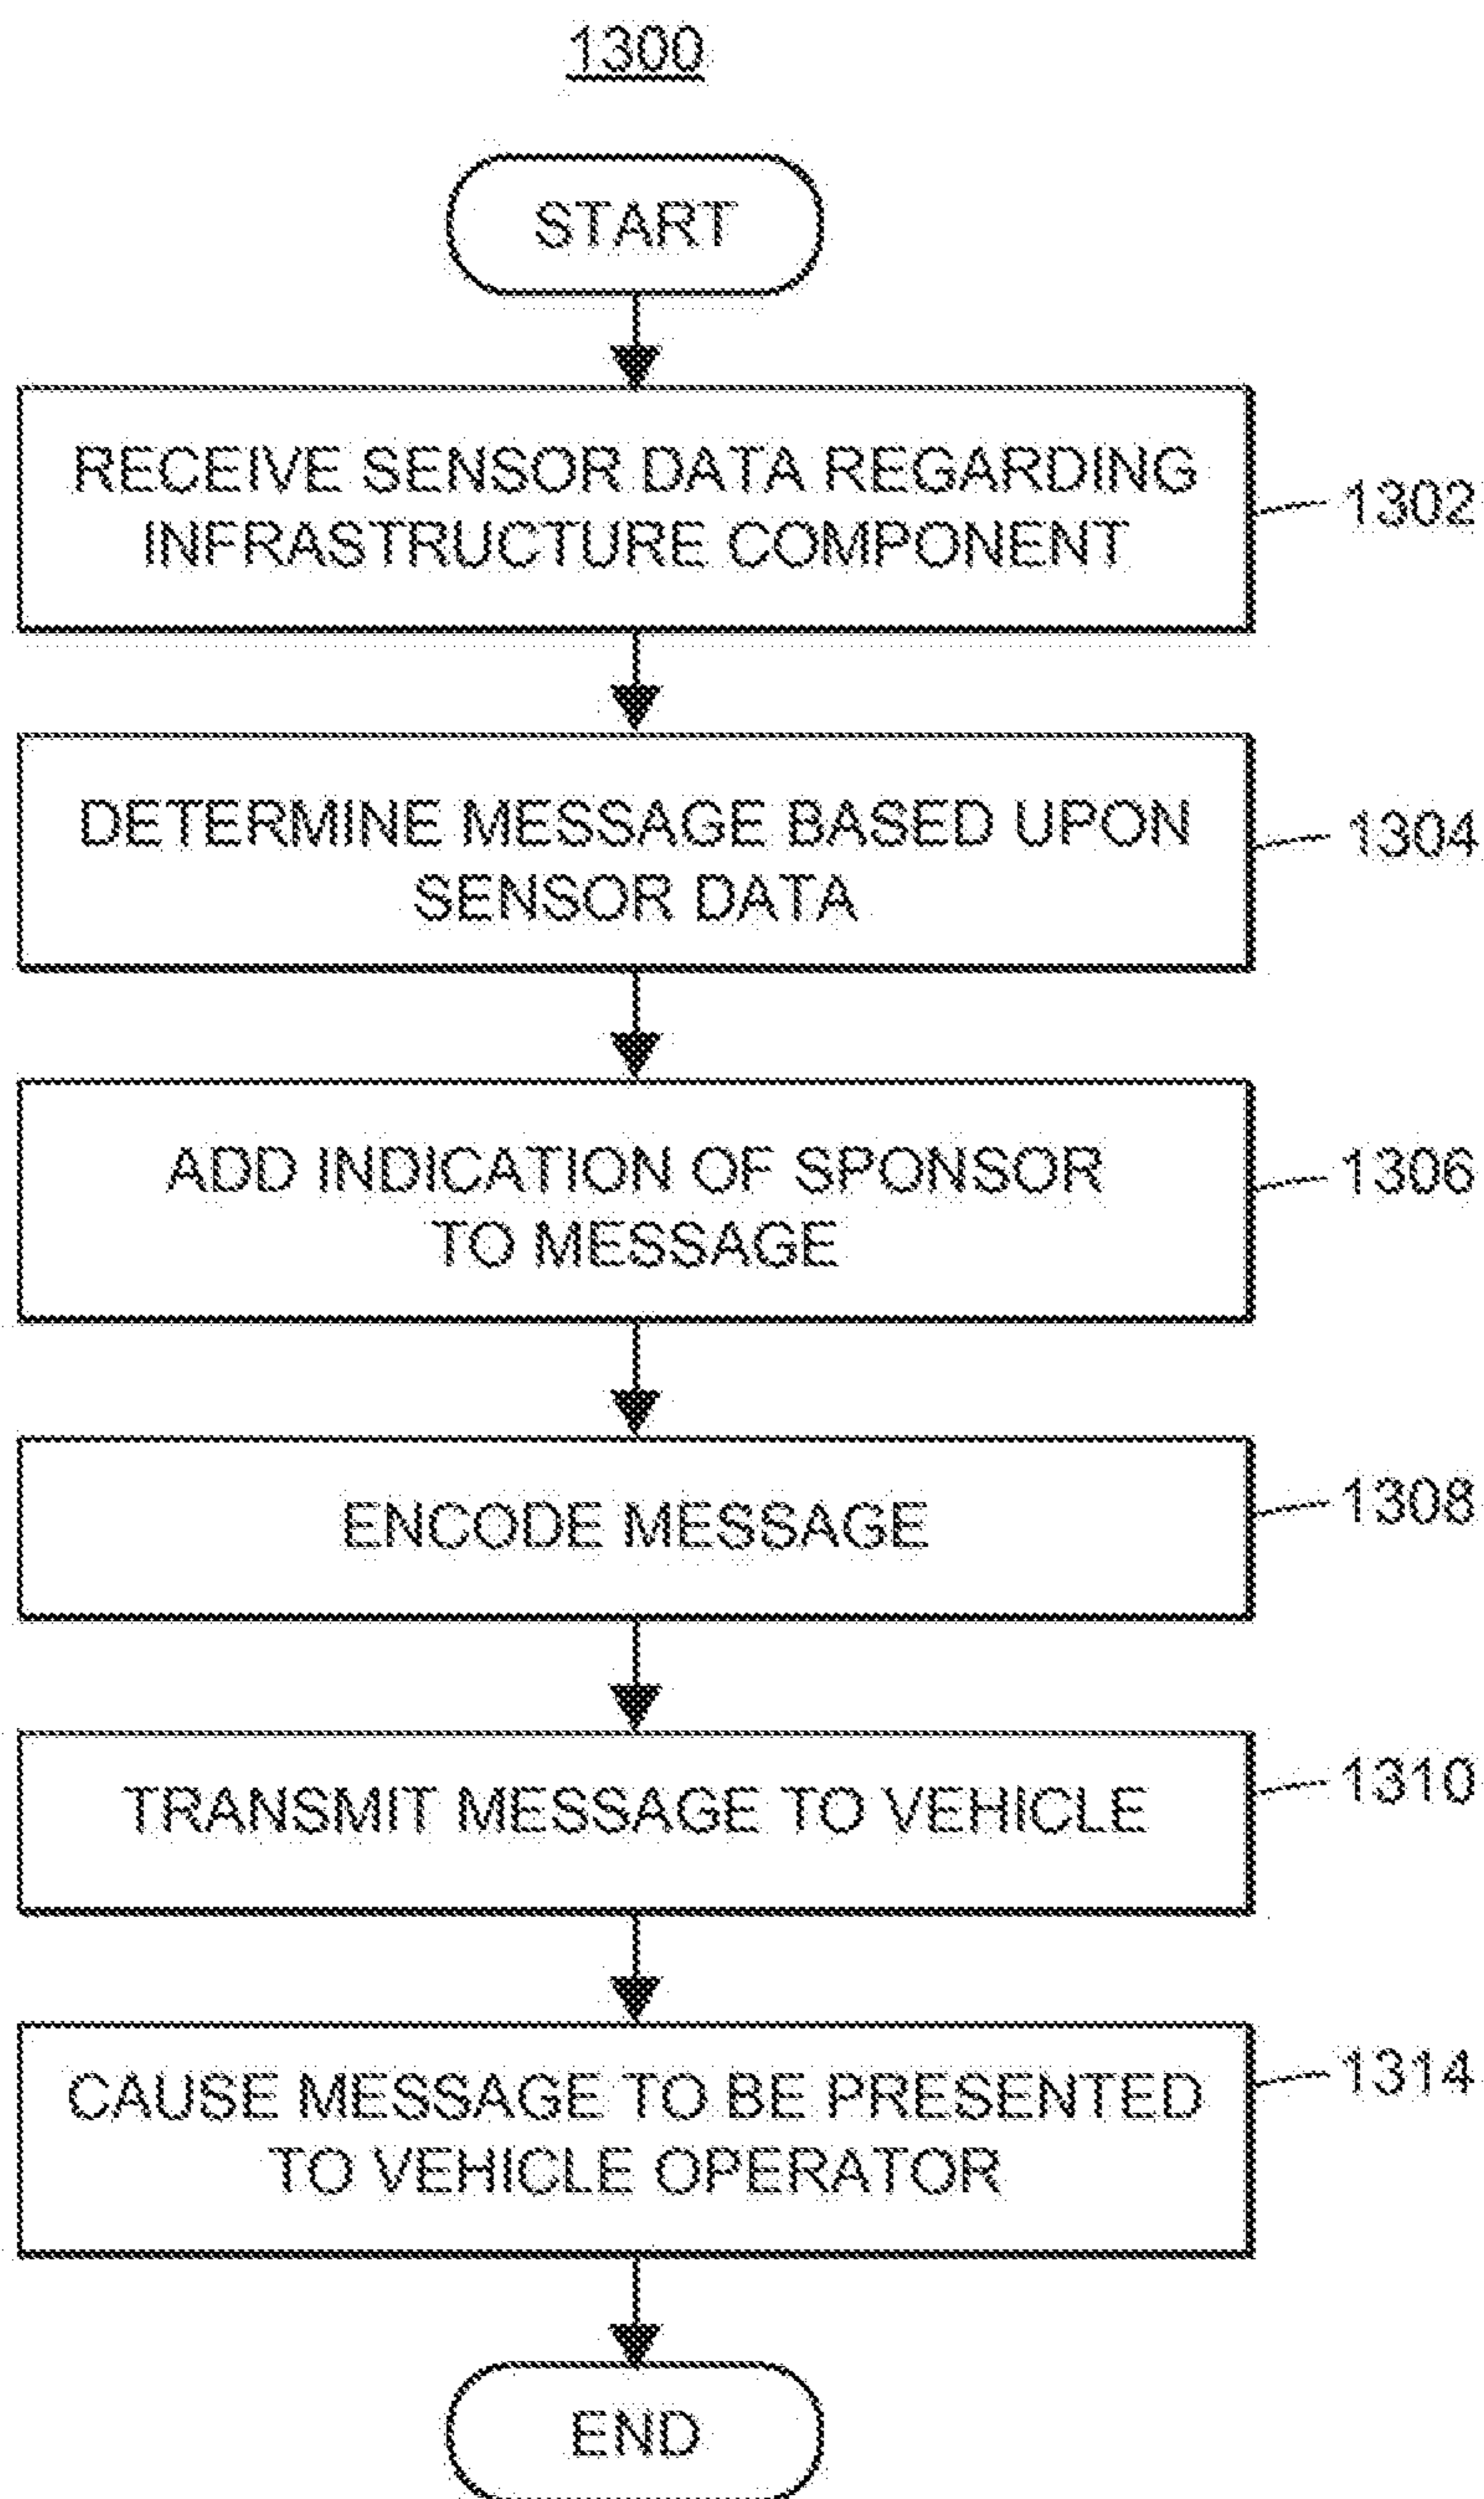 1300
START
RECEIVE SENSOR DATA REGARDING
INFRASTRUCTURE COMPONENT
1302
DETERMINE MESSAGE BASED UPON
SENSOR DATA
1304
ADD INDICATION OF SPONSOR
TO MESSAGE
1306
ENCODE MESSAGE
1308
TRANSMIT MESSAGE TO VEHICLE
1310
CAUSE MESSAGE TO BE PRESENTED
TO VEHICLE OPERATOR
1314
END